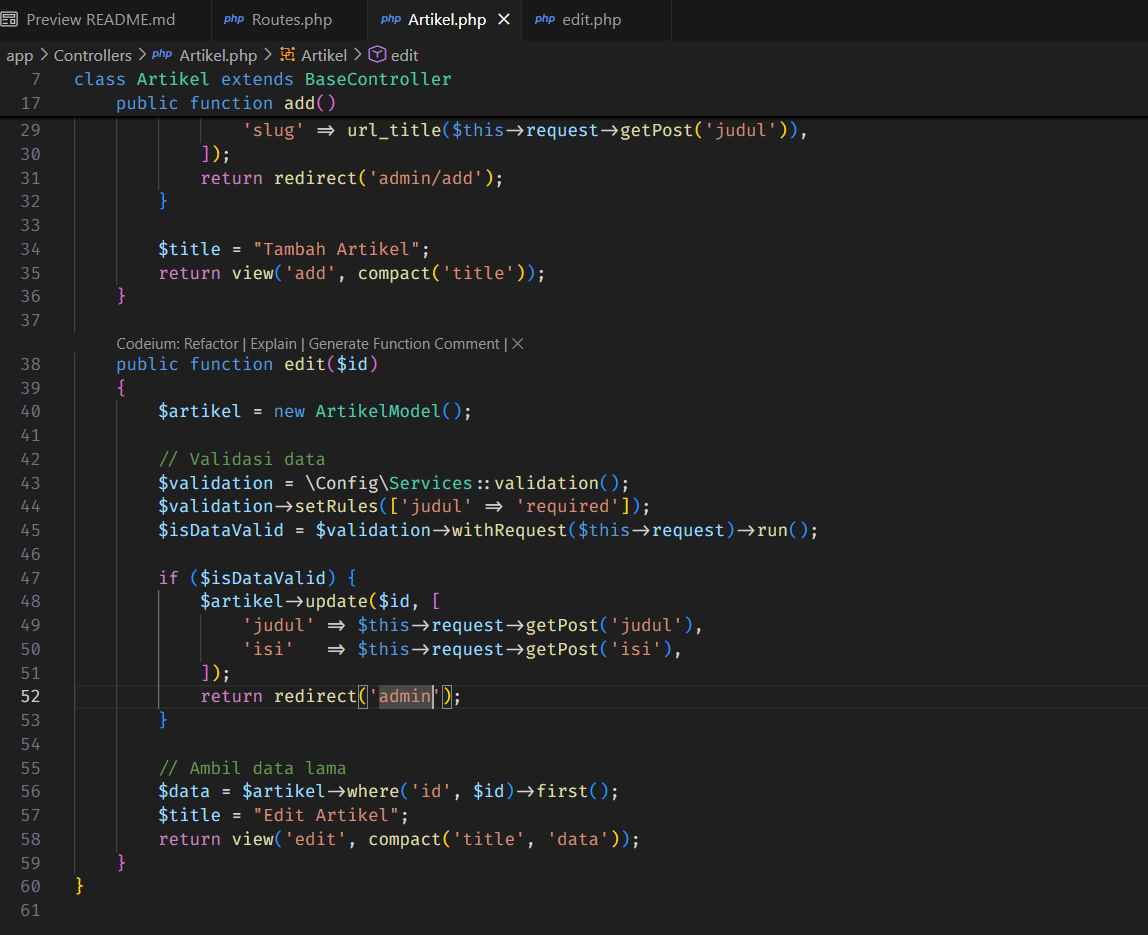 Preview README.md php Routes.php php Artikel.php php edit.php
app > Controllers > php Artikel.php > Artikel > edit
7 class Artikel extends BaseController
17     public function add()
29                 'slug' => url_title($this->request->getPost('judul')),
30             ]);
31             return redirect('admin/add');
32         }
33
34         $title = "Tambah Artikel";
35         return view('add', compact('title'));
36     }
37
Codeium: Refactor | Explain | Generate Function Comment | ×
38     public function edit($id)
39     {
40         $artikel = new ArtikelModel();
41
42         // Validasi data
43         $validation = \Config\Services::validation();
44         $validation->setRules(['judul' => 'required']);
45         $isDataValid = $validation->withRequest($this->request)->run();
46
47         if ($isDataValid) {
48             $artikel->update($id, [
49                 'judul' => $this->request->getPost('judul'),
50                 'isi'   => $this->request->getPost('isi'),
51             ]);
52             return redirect('admin');
53         }
54
55         // Ambil data lama
56         $data = $artikel->where('id', $id)->first();
57         $title = "Edit Artikel";
58         return view('edit', compact('title', 'data'));
59     }
60 }
61